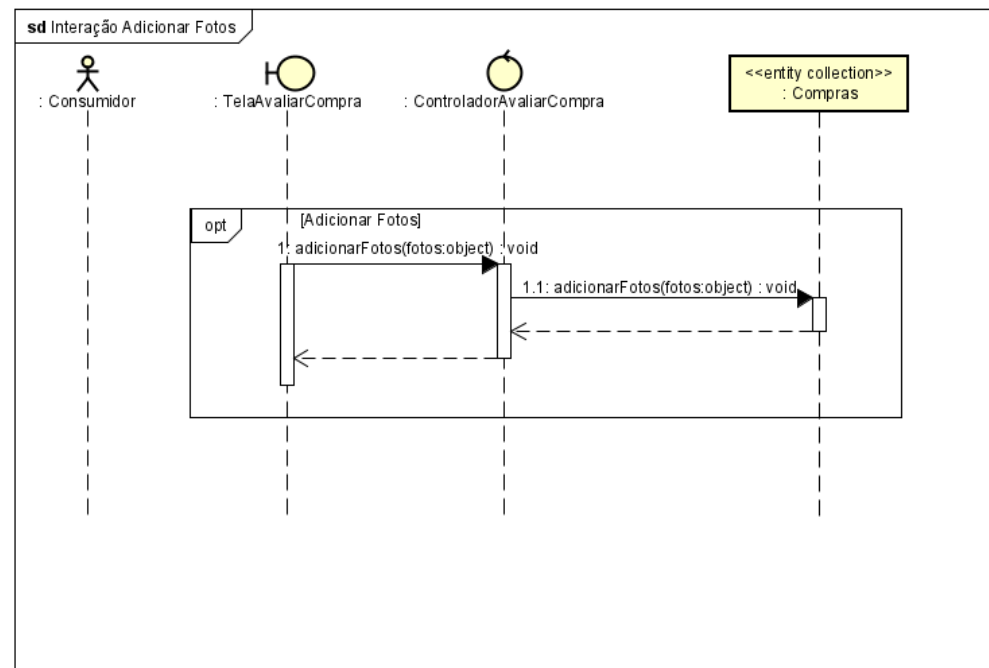 sd Interação Adicionar Fotos
: Consumidor
: TelaAvaliarCompra
: ControladorAvaliarCompra
<<entity collection>>
: Compras
opt
[Adicionar Fotos]
1: adicionarFotos(fotos:object) : void
1.1: adicionarFotos(fotos:object) : void